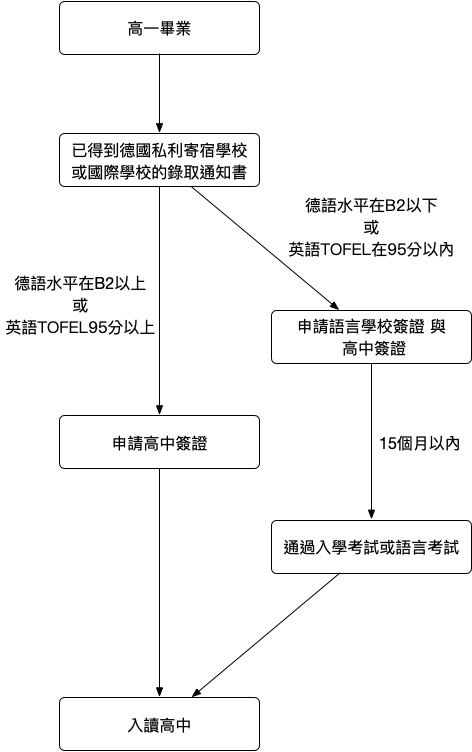 高一畢業
已得到德國私利寄宿學校
或國際學校的錄取通知書
德語水平在B2以下
或
英語TOFEL在95分以內
德語水平在B2以上
或
英語TOFEL95分以上
申請語言學校簽證 與
高中簽證
申請高中簽證
15個月以內
通過入學考試或語言考試
入讀高中